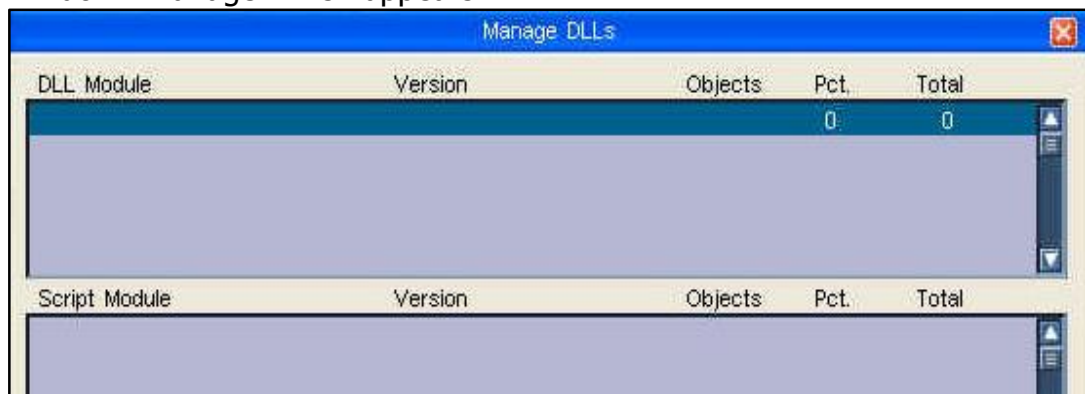 Manage DLLs
DLL Module Version Objects Pct. Total
0 0
Script Module Version Objects Pct. Total